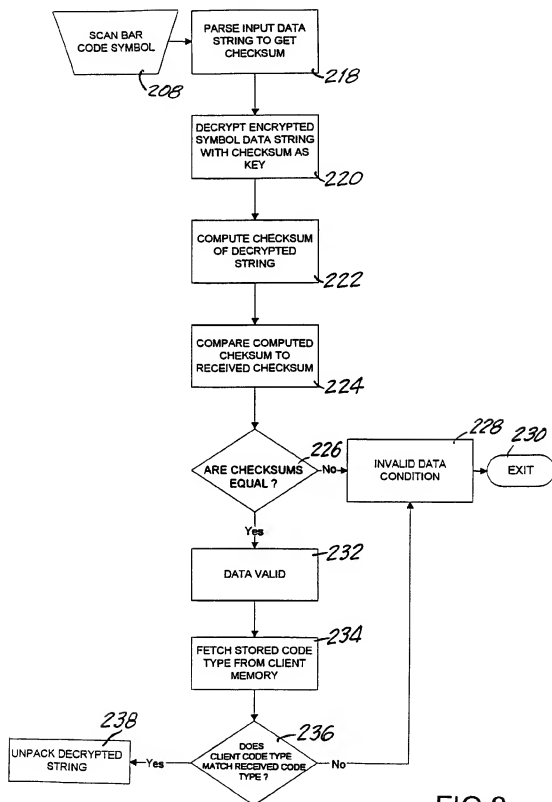 SCAN BAR
CODE SYMBOL
208
PARSE INPUT DATA
STRING TO GET
CHECKSUM
218
DECRYPT ENCRYPTED
SYMBOL DATA STRING
WITH CHECKSUM AS
KEY
220
COMPUTE CHECKSUM
OF DECRYPTED
STRING
222
COMPARE COMPUTED
CHEKSUM TO
RECEIVED CHECKSUM
224
226
ARE CHECKSUMS
EQUAL ?
No
228
INVALID DATA
CONDITION
230
EXIT
Yes
232
DATA VALID
234
FETCH STORED CODE
TYPE FROM CLIENT
MEMORY
236
DOES
CLIENT CODE TYPE
MATCH RECEIVED CODE
TYPE ?
No
Yes
238
UNPACK DECRYPTED
STRING